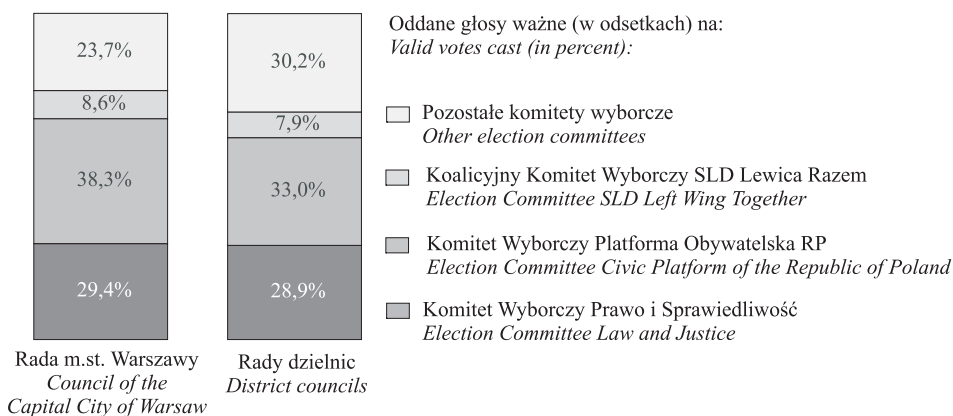 23,7%
8,6%
38,3%
29,4%
Rada m.st. Warszawy
Council of the
Capital City of Warsaw
30,2%
7,9%
33,0%
28,9%
Rady dzielnic
District councils
Oddane głosy ważne (w odsetkach) na:
Valid votes cast (in percent):
Pozostałe komitety wyborcze
Other election committees
Koalicyjny Komitet Wyborczy SLD Lewica Razem
Election Committee SLD Left Wing Together
Komitet Wyborczy Platforma Obywatelska RP
Election Committee Civic Platform of the Republic of Poland
Komitet Wyborczy Prawo i Sprawiedliwość
Election Committee Law and Justice